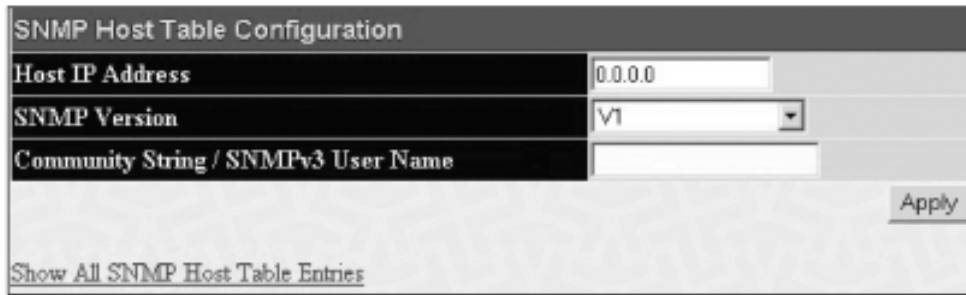 SNMP Host Table Configuration
Host IP Address 0.0.0.0
SNMP Version V1
Community String / SNMPv3 User Name
Apply
Show All SNMP Host Table Entries